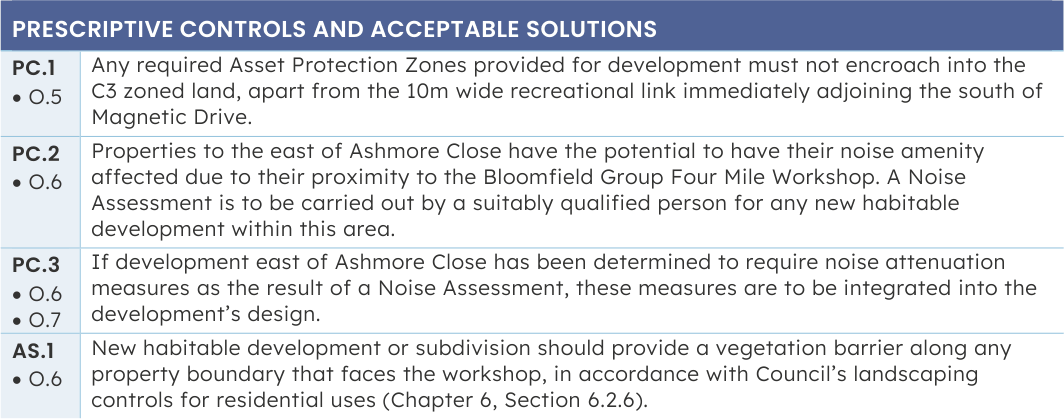 PRESCRIPTIVE CONTROLS AND ACCEPTABLE SOLUTIONS
PC.1
• O.5
Any required Asset Protection Zones provided for development must not encroach into the
C3 zoned land, apart from the 10m wide recreational link immediately adjoining the south of
Magnetic Drive.
PC.2
• O.6
Properties to the east of Ashmore Close have the potential to have their noise amenity
affected due to their proximity to the Bloomfield Group Four Mile Workshop. A Noise
Assessment is to be carried out by a suitably qualified person for any new habitable
development within this area.
PC.3
• O.6
• O.7
If development east of Ashmore Close has been determined to require noise attenuation
measures as the result of a Noise Assessment, these measures are to be integrated into the
development’s design.
AS.1
• O.6
New habitable development or subdivision should provide a vegetation barrier along any
property boundary that faces the workshop, in accordance with Council’s landscaping
controls for residential uses (Chapter 6, Section 6.2.6).